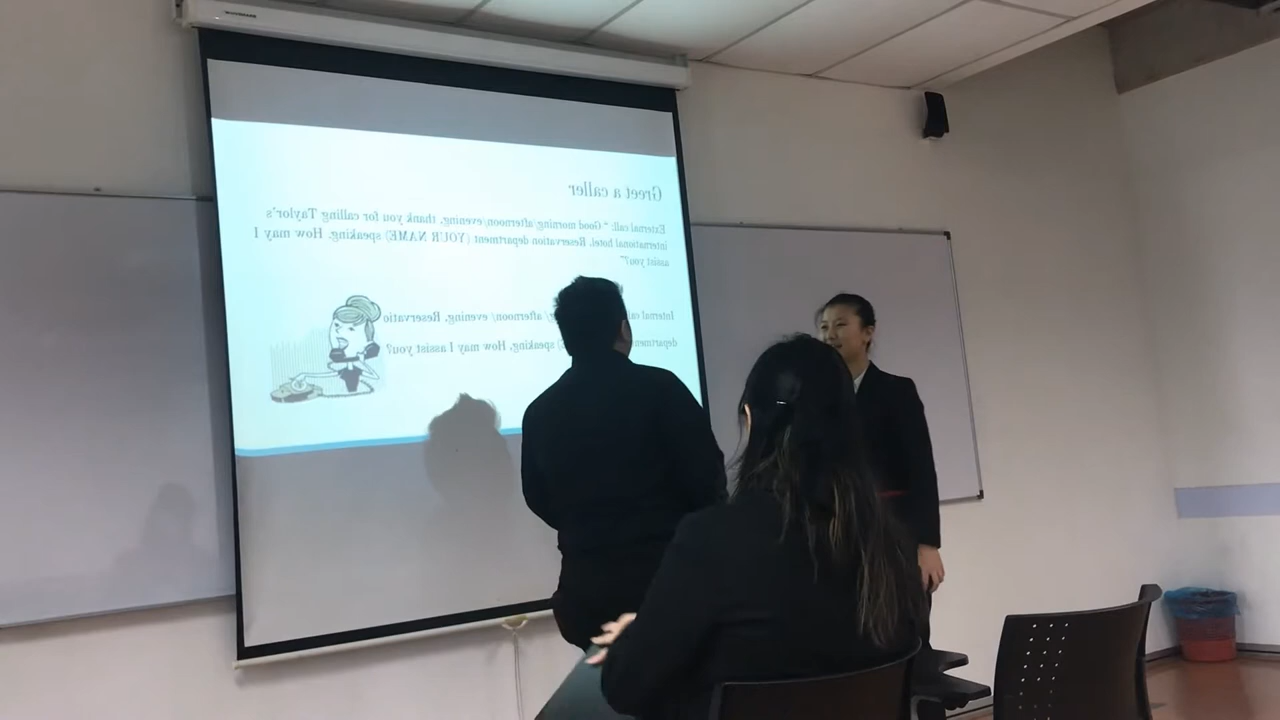 Greet a caller
External call: “ Good morning/afternoon/evening, thank you for calling Taylor's
international hotel, Reservation department (YOUR NAME) speaking, How may I
assist you?”
Internal ca /afternoon/ evening, Reservatio
departmen speaking, How may I assist you?